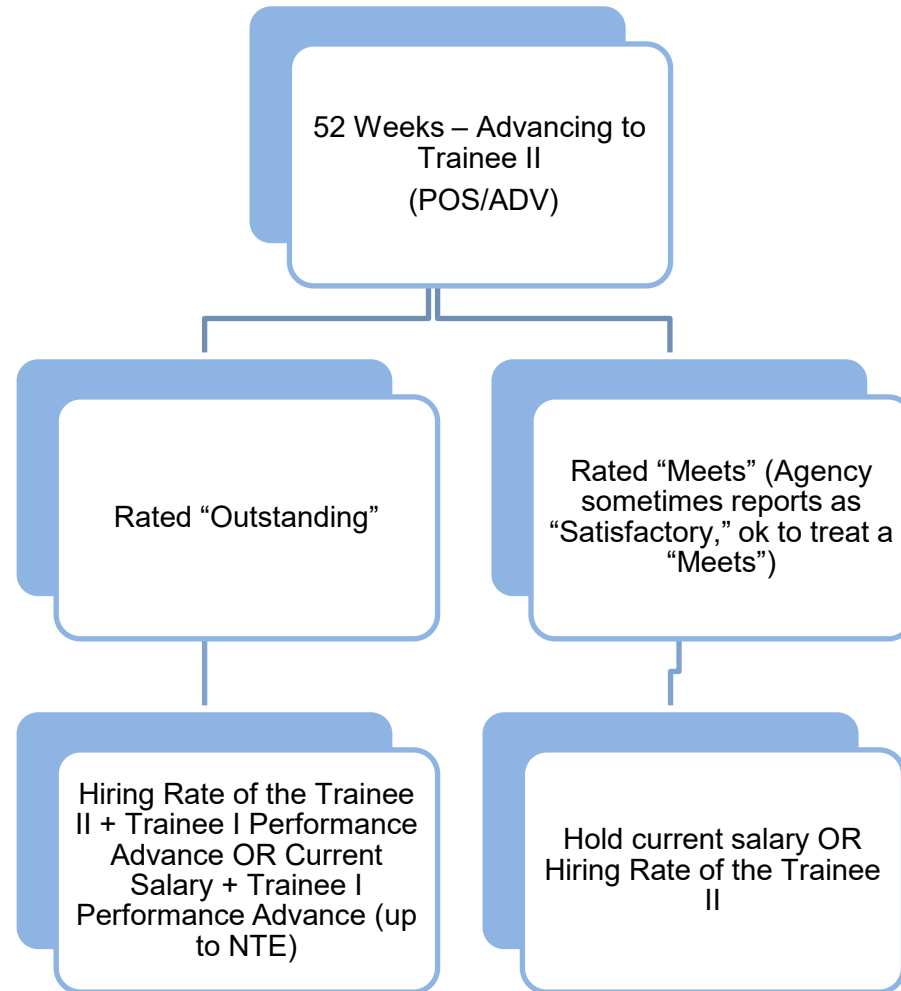 52 Weeks – Advancing to
Trainee II
(POS/ADV)
Rated “Outstanding”
Rated “Meets” (Agency
sometimes reports as
“Satisfactory,” ok to treat a
“Meets”)
Hiring Rate of the Trainee
II + Trainee I Performance
Advance OR Current
Salary + Trainee I
Performance Advance (up
to NTE)
Hold current salary OR
Hiring Rate of the Trainee
II